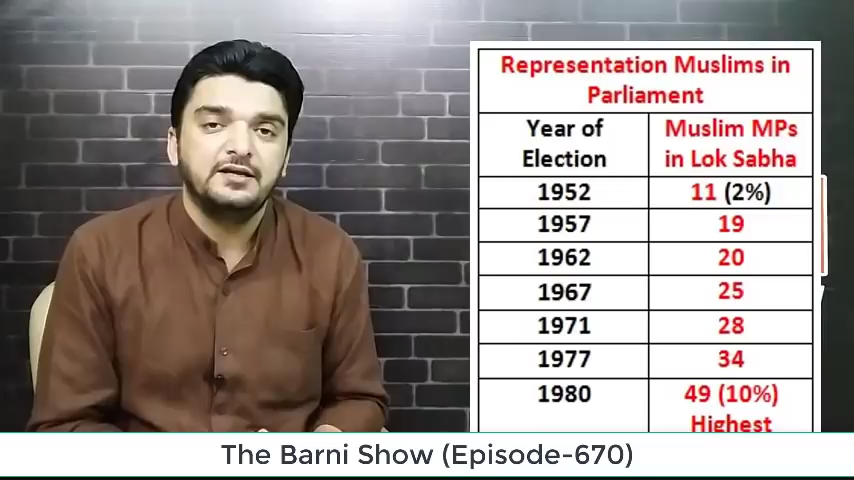 Representation Muslims in
Parliament
Year of Election | Muslim MPs in Lok Sabha
1952 | 11 (2%)
1957 | 19
1962 | 20
1967 | 25
1971 | 28
1977 | 34
1980 | 49 (10%) Highest
The Barni Show (Episode-670)